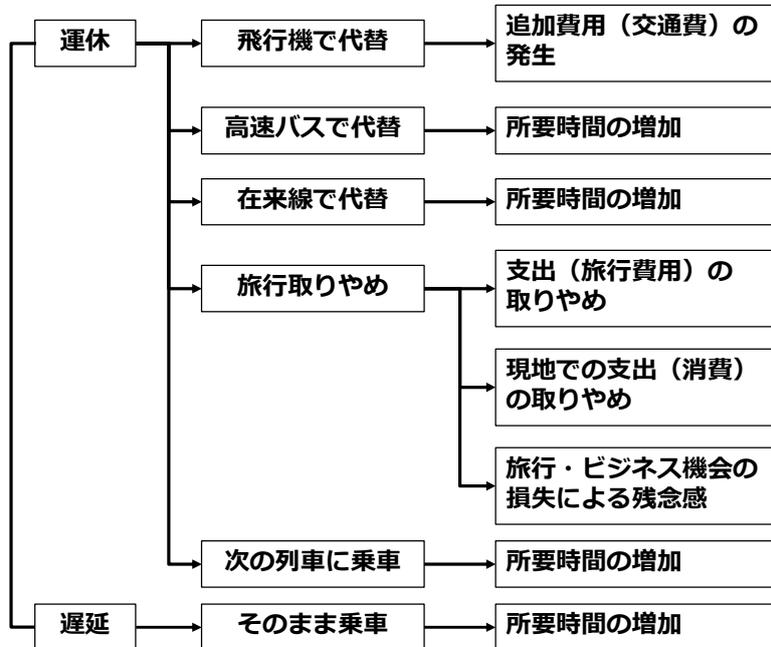 運休
飛行機で代替
追加費用（交通費）の
発生
高速バスで代替
所要時間の増加
在来線で代替
所要時間の増加
旅行取りやめ
支出（旅行費用）の
取りやめ
現地での支出（消費）
の取りやめ
旅行・ビジネス機会の
損失による残念感
次の列車に乗車
所要時間の増加
遅延
そのまま乗車
所要時間の増加